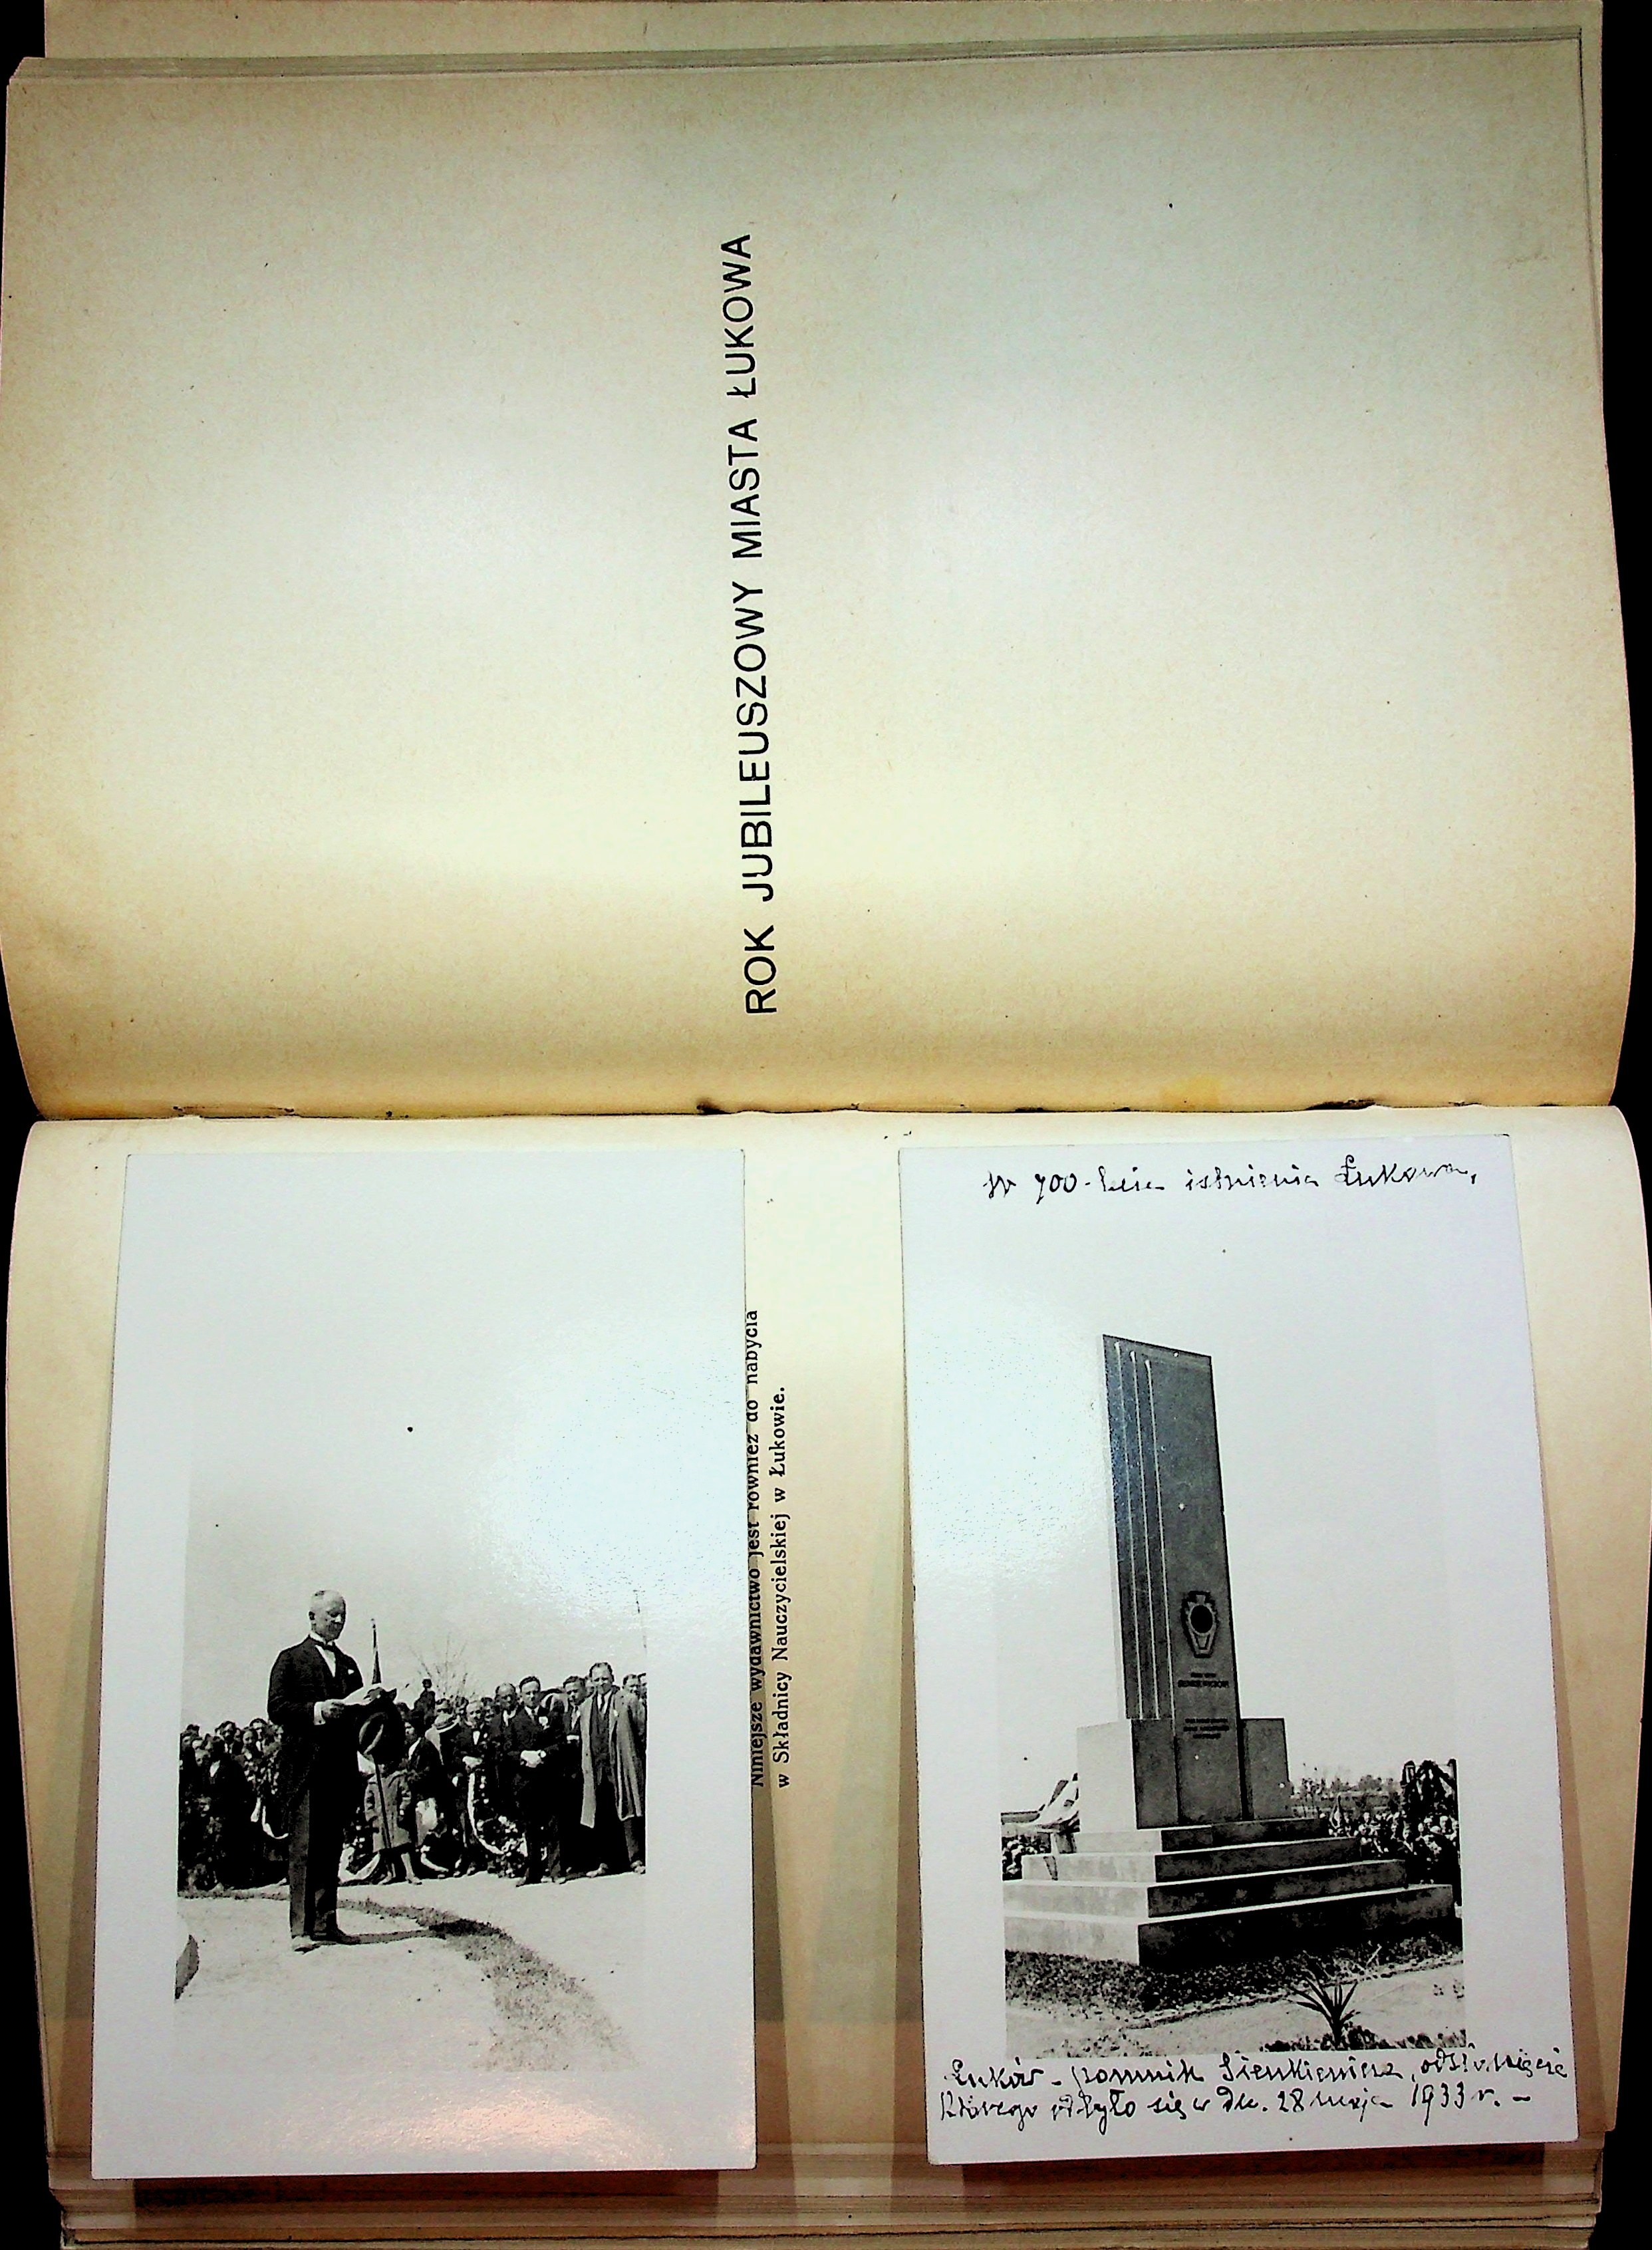 ROK JUBILEUSZOWY MIASTA ŁUKOWA
Niniejsze wydawnictwo jest również do nabycia
w Składnicy Nauczycielskiej w Łukowie.
W 700-lecie istnienia Łukowa,
Łuków - pomnik Sienkiewicza, odsłonięcie
którego odbyło się w dn. 28 maja 1933 r. -